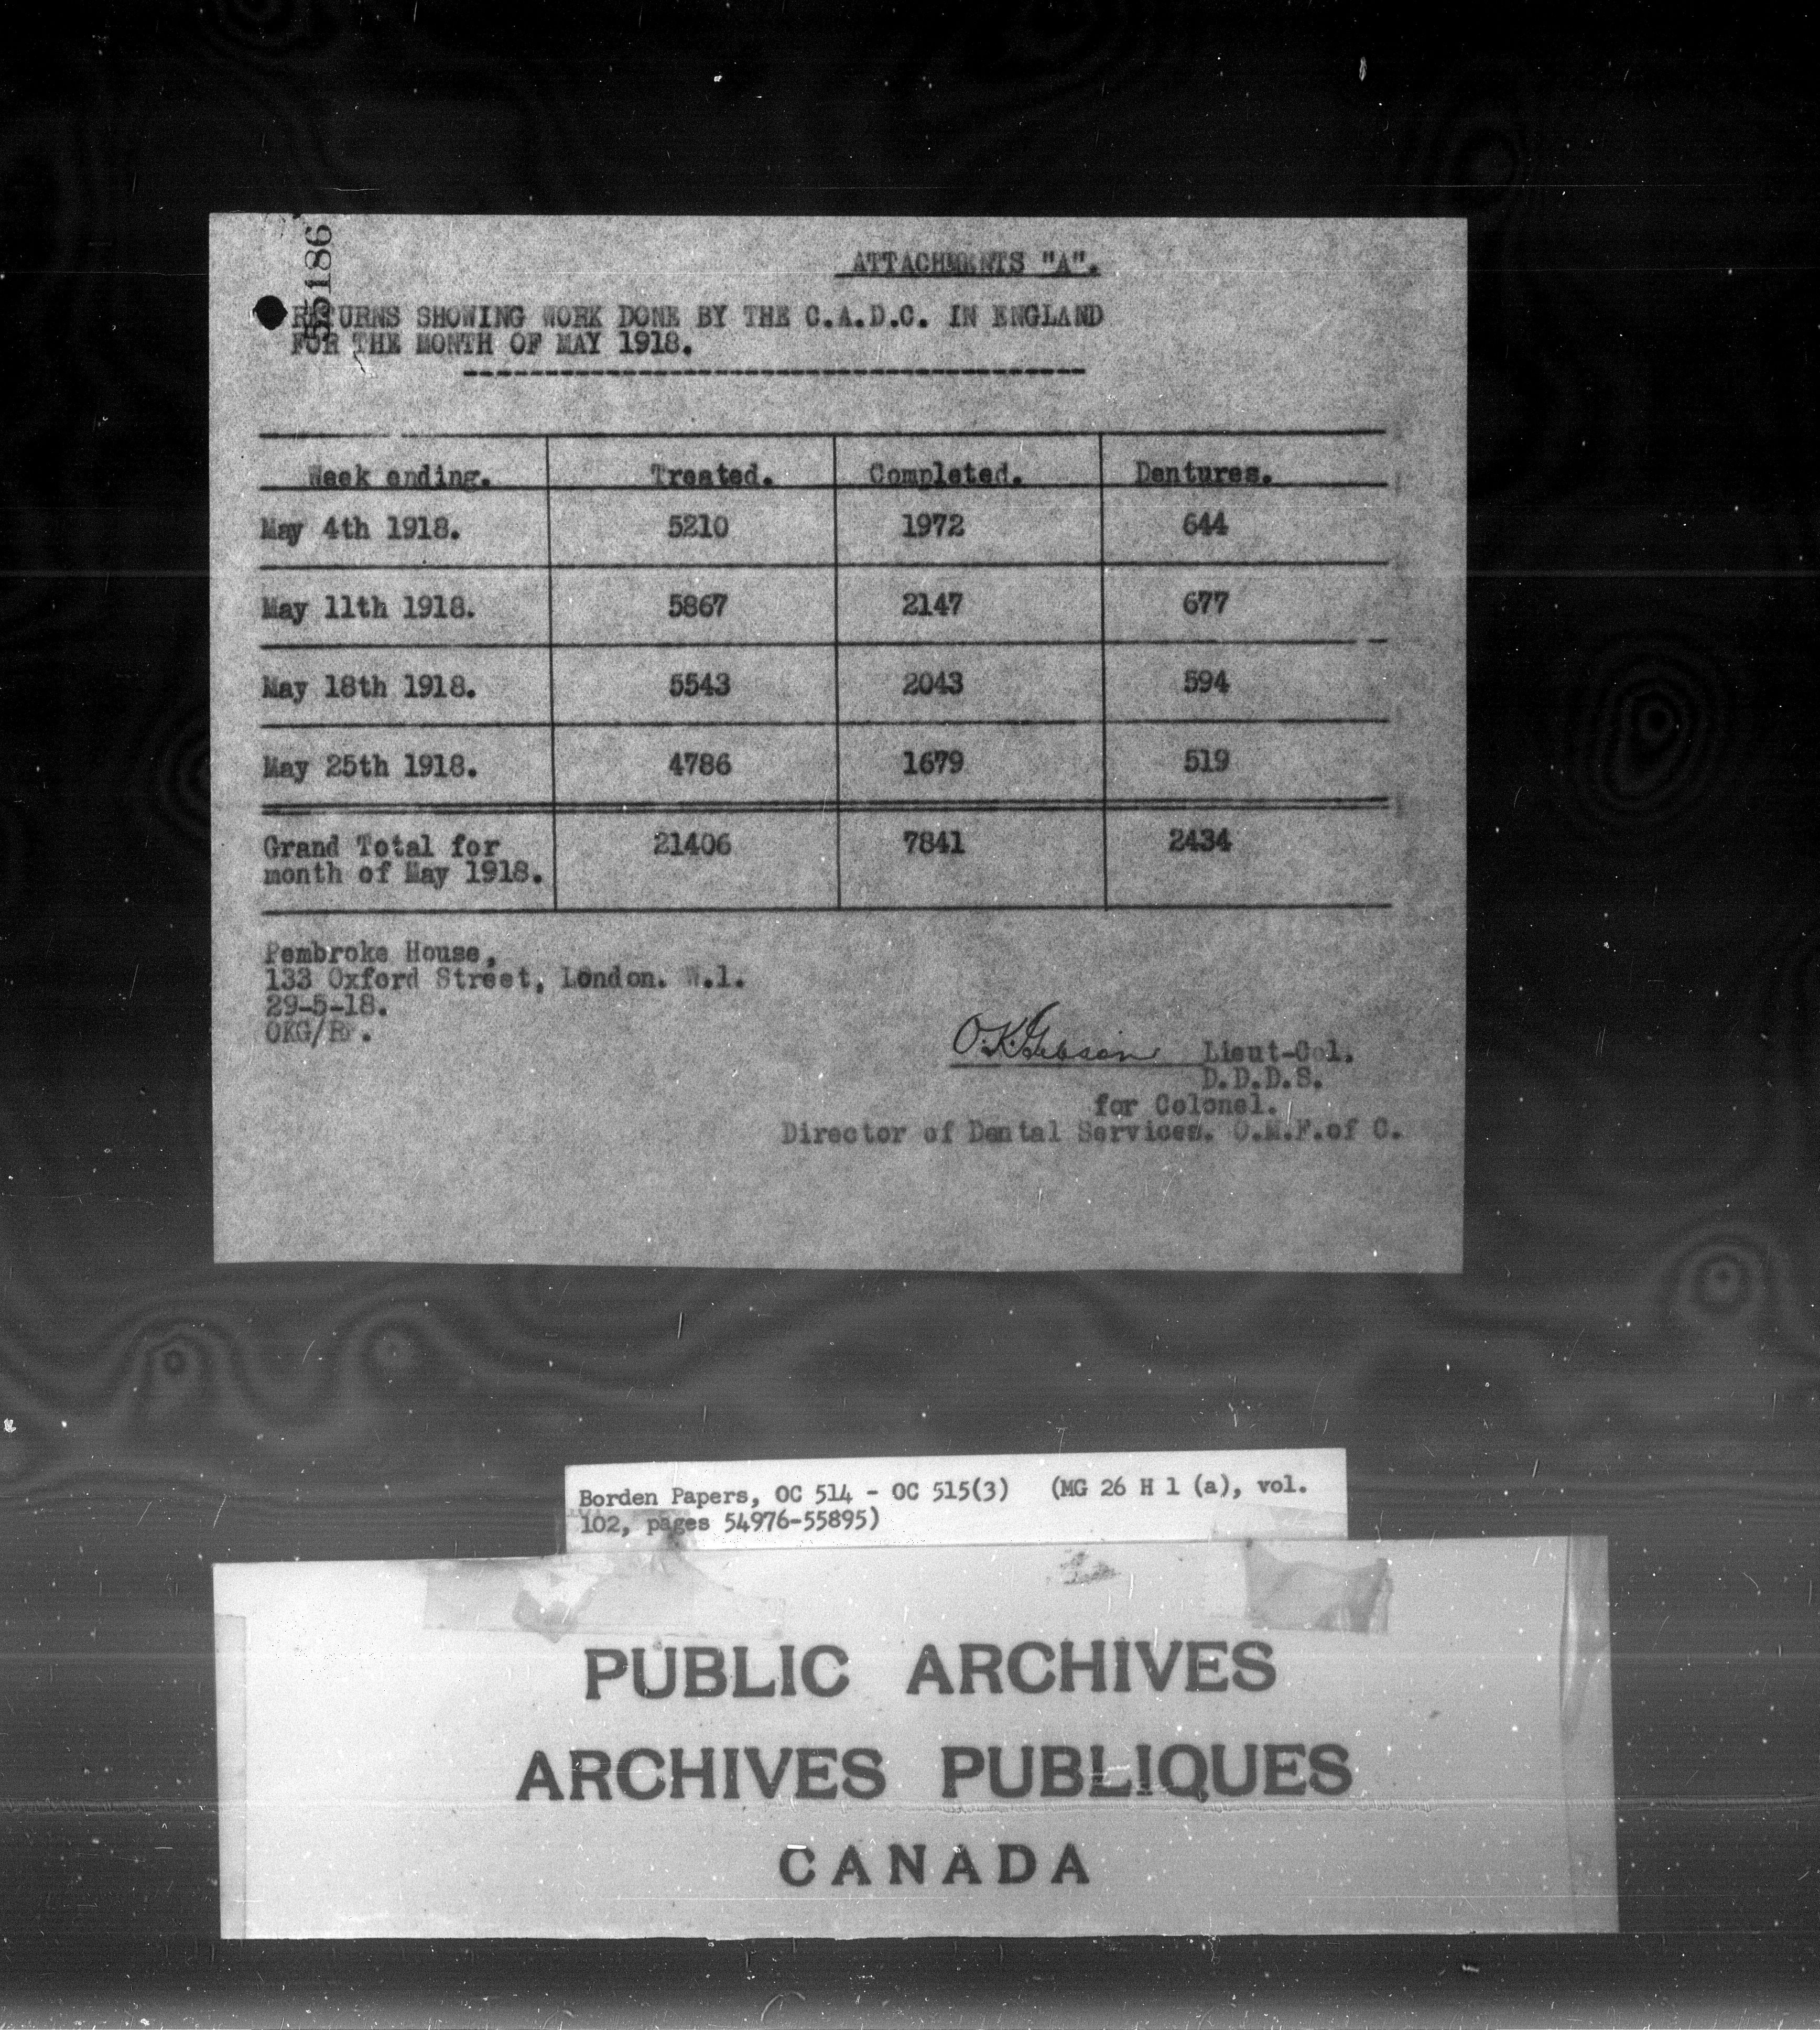 55186
ATTACHMENTS "A".
RETURNS SHOWING WORK DONE BY THE C.A.D.C. IN ENGLAND
FOR THE MONTH OF MAY 1918.
Week ending. Treated. Completed. Dentures.
May 4th 1918. 5210 1972 644
May 11th 1918. 5867 2147 677
May 18th 1918. 5543 2043 594
May 25th 1918. 4786 1679 519
Grand Total for 21406 7841 2434
month of May 1918.
Pembroke House,
133 Oxford Street, London. W.1.
29-5-18.
OKG/
O.K.Gibson Lieut-Col.
D.D.D.S.
for Colonel.
Director of Dental Services. O.M.F.of C.
Borden Papers, OC 514 - OC 515(3) (MG 26 H 1 (a), vol.
102, pages 54976-55895)
PUBLIC ARCHIVES
ARCHIVES PUBLIQUES
CANADA